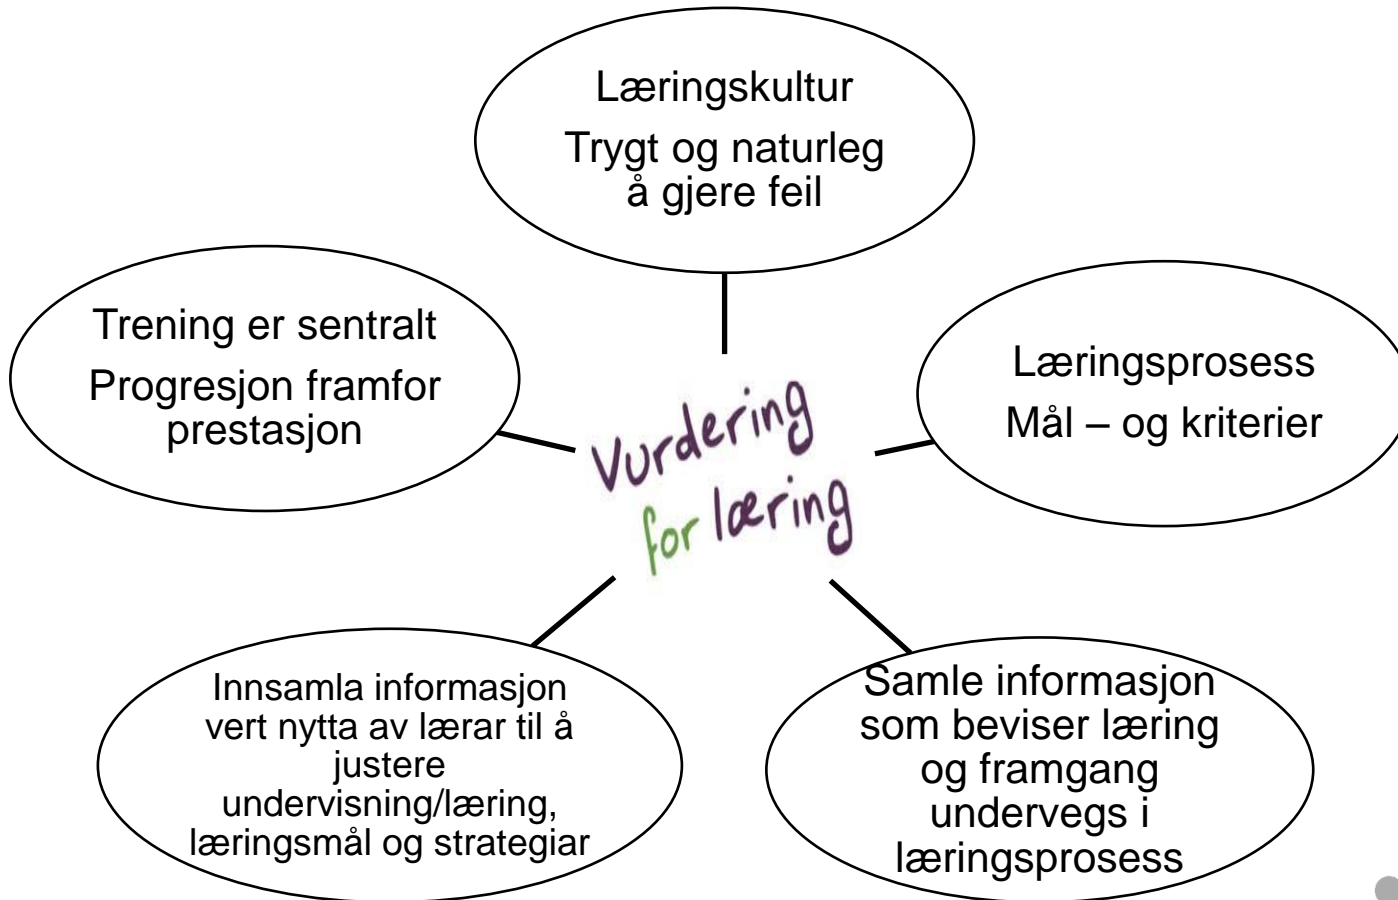 Læringskultur
Trygt og naturleg
å gjere feil
Trening er sentralt
Progresjon framfor
prestasjon
Læringsprosess
Mål – og kriterier
Vurdering
for læring
Innsamla informasjon
vert nytta av lærar til å
justere
undervisning/læring,
læringsmål og strategiar
Samle informasjon
som beviser læring
og framgang
undervegs i
læringsprosess